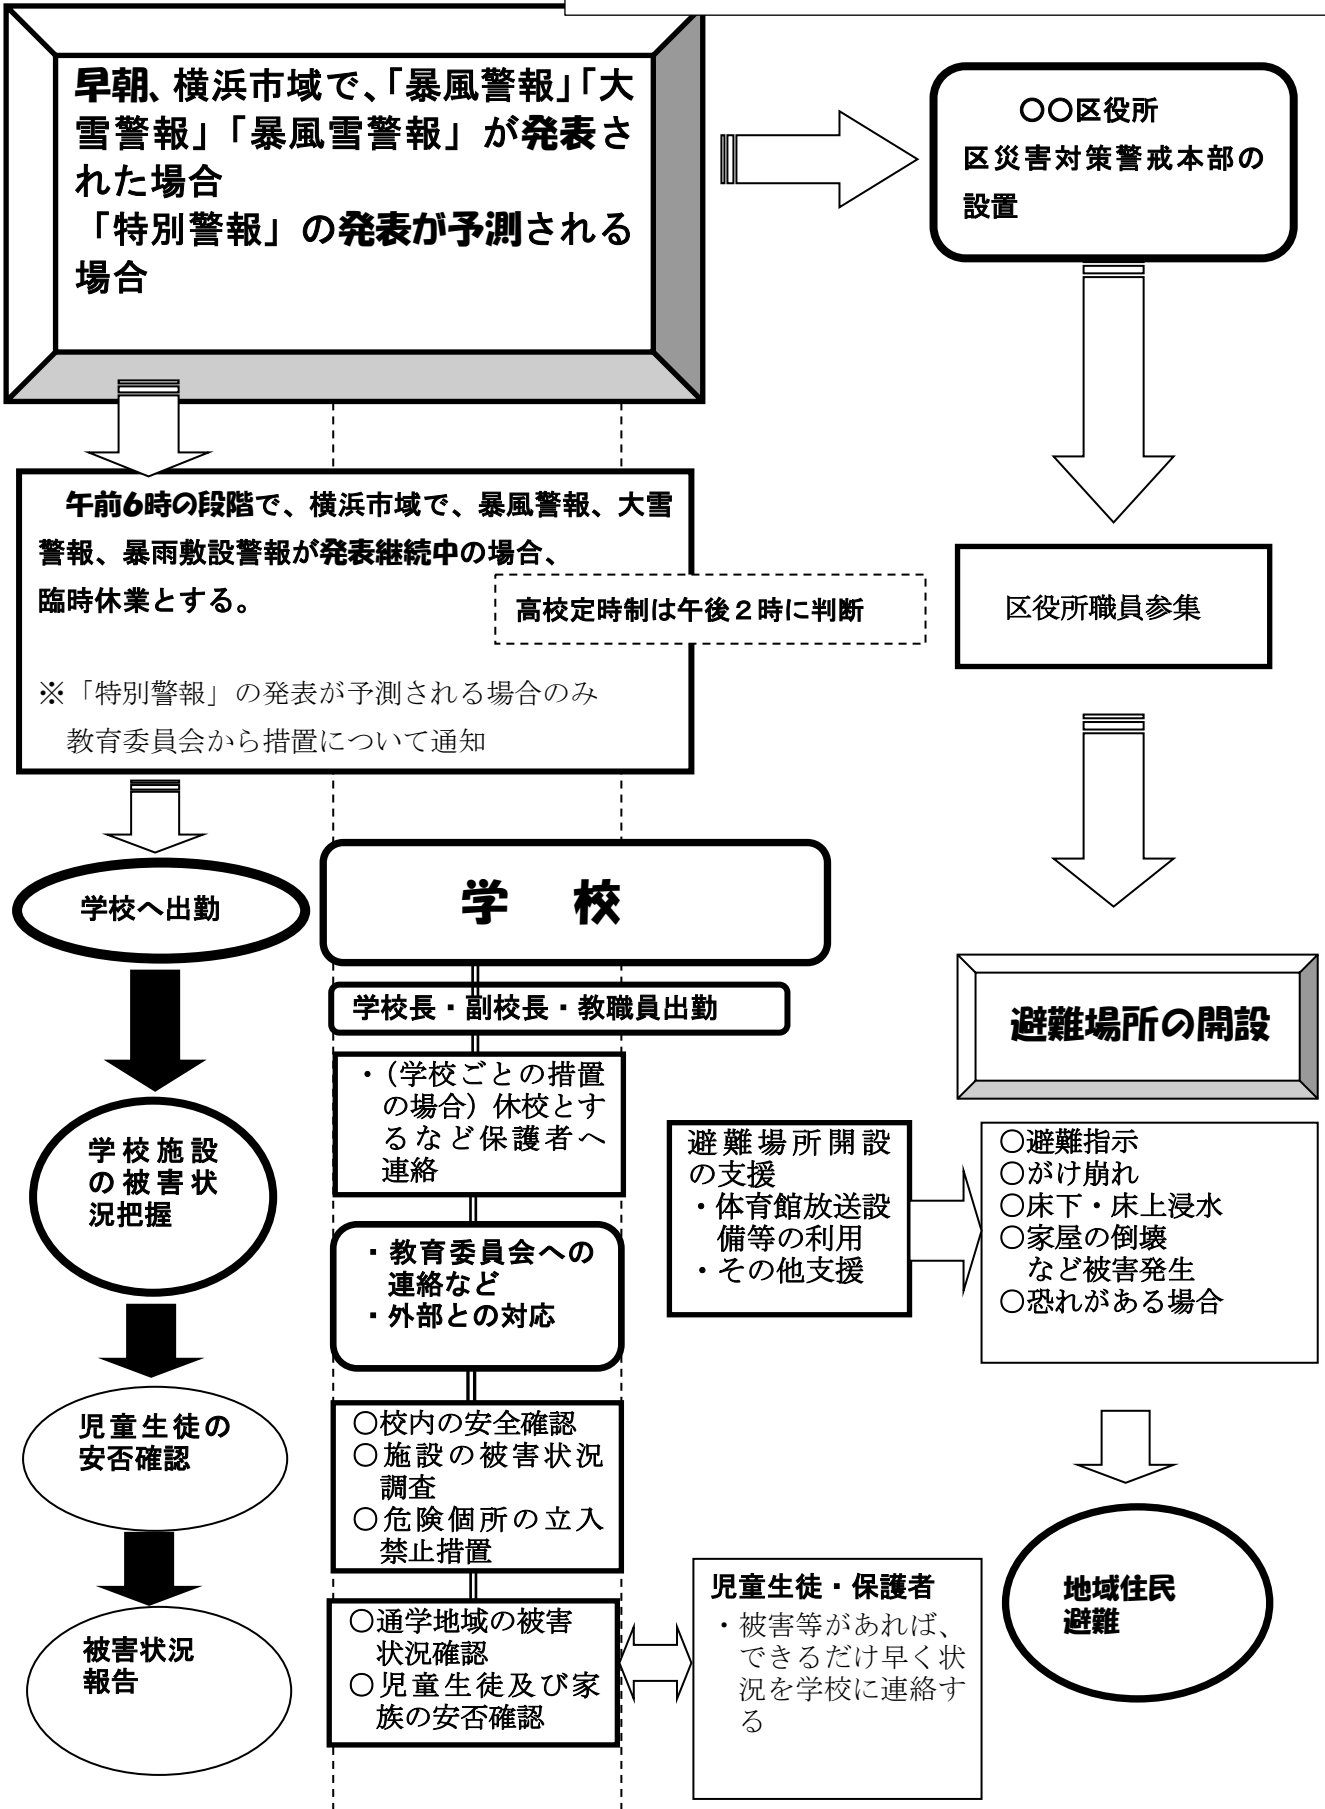 早朝、横浜市域で、「暴風警報」「大
雪警報」「暴風雪警報」が発表さ
れた場合
「特別警報」の発表が予測される
場合
〇〇区役所
区災害対策警戒本部の
設置
午前6時の段階で、横浜市域で、暴風警報、大雪
警報、暴雨敷設警報が発表継続中の場合、
臨時休業とする。
高校定時制は午後２時に判断
※「特別警報」の発表が予測される場合のみ
教育委員会から措置について通知
区役所職員参集
学校へ出勤
学　校
学校長・副校長・教職員出勤
・（学校ごとの措置
の場合）休校とす
るなど保護者へ
連絡
避難場所の開設
学校施設
の被害状
況把握
避難場所開設
の支援
・体育館放送設
備等の利用
・その他支援
〇避難指示
〇がけ崩れ
〇床下・床上浸水
〇家屋の倒壊
など被害発生
〇恐れがある場合
・教育委員会への
連絡など
・外部との対応
児童生徒の
安否確認
〇校内の安全確認
〇施設の被害状況
調査
〇危険個所の立入
禁止措置
地域住民
避難
被害状況
報告
〇通学地域の被害
状況確認
〇児童生徒及び家
族の安否確認
児童生徒・保護者
・被害等があれば、
できるだけ早く状
況を学校に連絡す
る